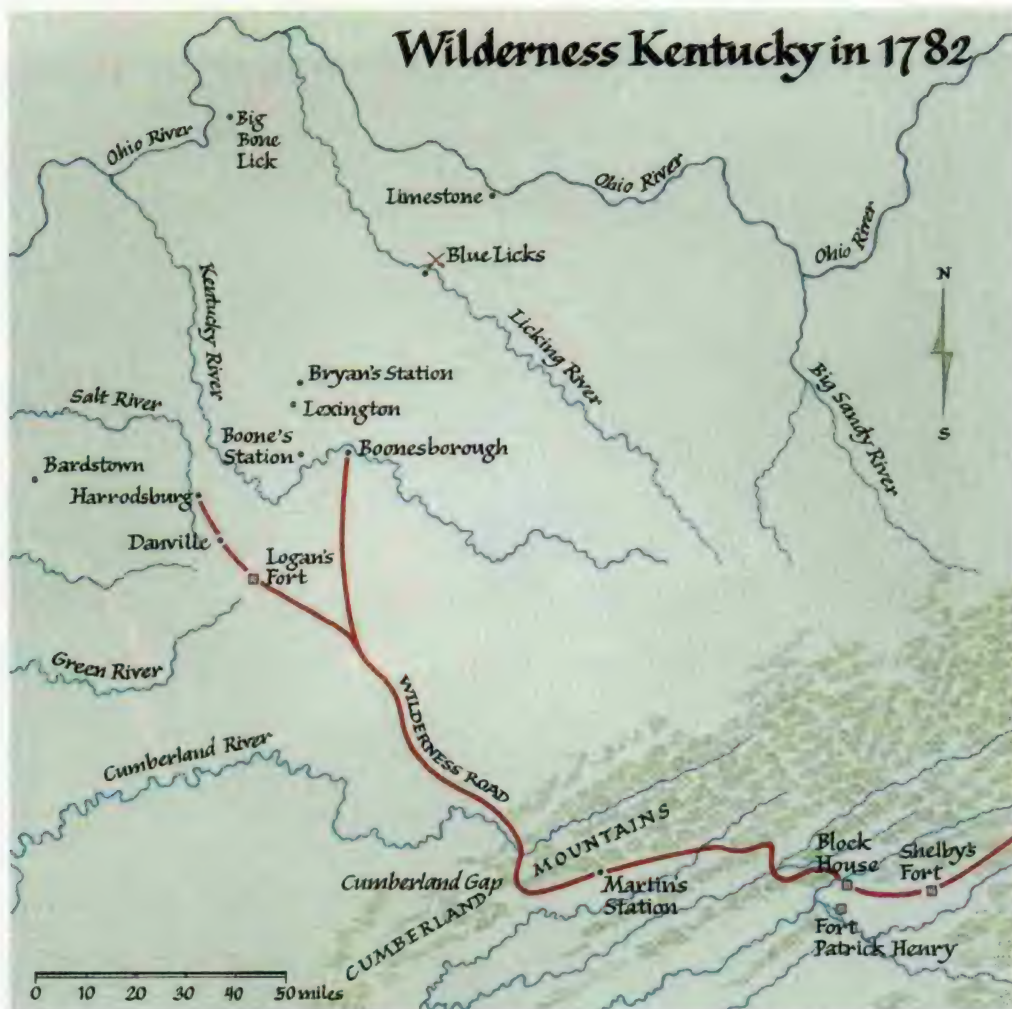 Wilderness Kentucky in 1782
Big
Bone
Lick
Ohio River
Limestone
Ohio River
Ohio River
Blue Licks
N
S
Kentucky River
Licking River
Big Sandy River
Bryan's Station
Lexington
Salt River
Boone's
Station
Boonesborough
Bardstown
Harrodsburg
Danville
Logan's
Fort
Green River
WILDERNESS ROAD
Cumberland River
Cumberland Gap
CUMBERLAND
MOUNTAINS
Martin's
Station
Block
House
Shelby's
Fort
Fort
Patrick Henry
0 10 20 30 40 50 miles